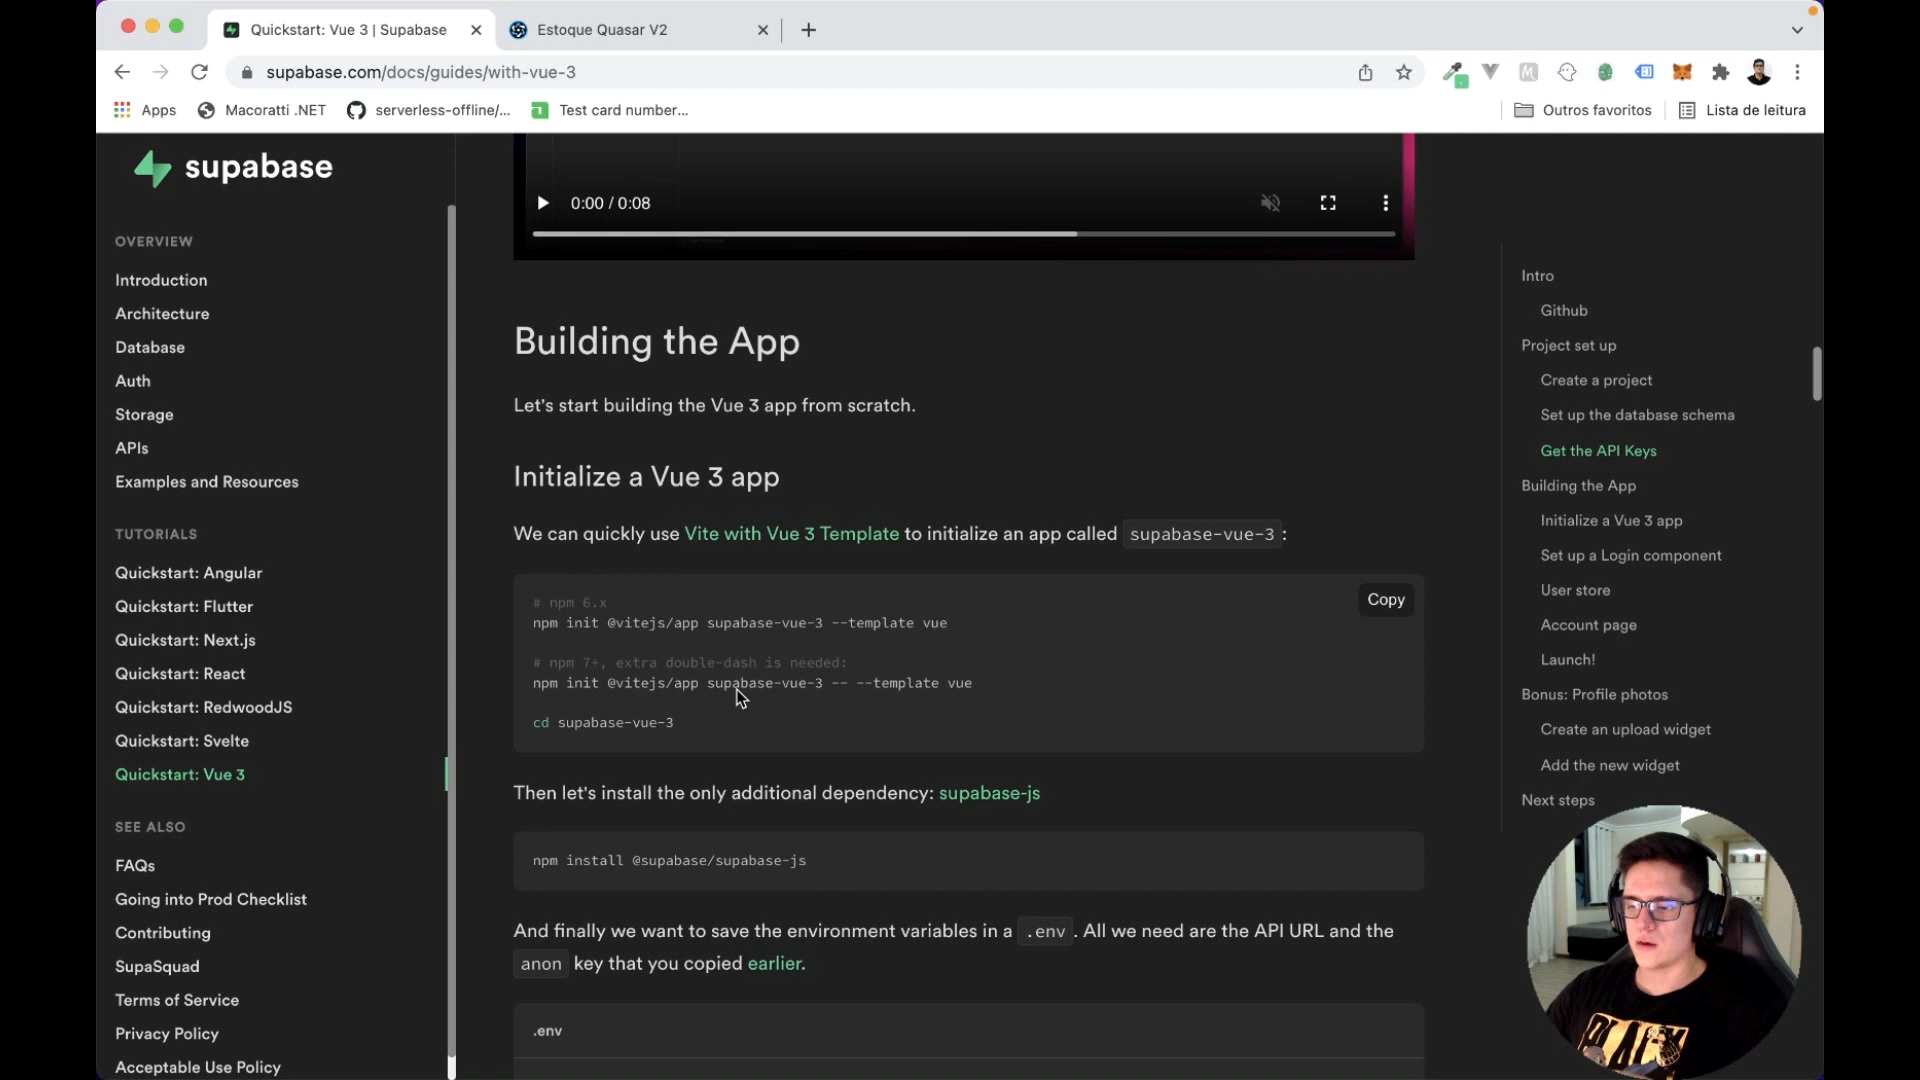 Quickstart: Vue 3 | Supabase
Estoque Quasar V2
supabase.com/docs/guides/with-vue-3
Apps
Macoratti .NET
serverless-offline/...
Test card number...
Outros favoritos
Lista de leitura
supabase
OVERVIEW
Introduction
Architecture
Database
Auth
Storage
APIs
Examples and Resources
TUTORIALS
Quickstart: Angular
Quickstart: Flutter
Quickstart: Next.js
Quickstart: React
Quickstart: RedwoodJS
Quickstart: Svelte
Quickstart: Vue 3
SEE ALSO
FAQs
Going into Prod Checklist
Contributing
SupaSquad
Terms of Service
Privacy Policy
Acceptable Use Policy
0:00 / 0:08
Building the App
Let's start building the Vue 3 app from scratch.
Initialize a Vue 3 app
We can quickly use Vite with Vue 3 Template to initialize an app called supabase-vue-3:
Copy
# npm 6.x
npm init @vitejs/app supabase-vue-3 --template vue
# npm 7+, extra double-dash is needed:
npm init @vitejs/app supabase-vue-3 -- --template vue
cd supabase-vue-3
Then let's install the only additional dependency: supabase-js
npm install @supabase/supabase-js
And finally we want to save the environment variables in a .env. All we need are the API URL and the
anon key that you copied earlier.
.env
Intro
Github
Project set up
Create a project
Set up the database schema
Get the API Keys
Building the App
Initialize a Vue 3 app
Set up a Login component
User store
Account page
Launch!
Bonus: Profile photos
Create an upload widget
Add the new widget
Next steps